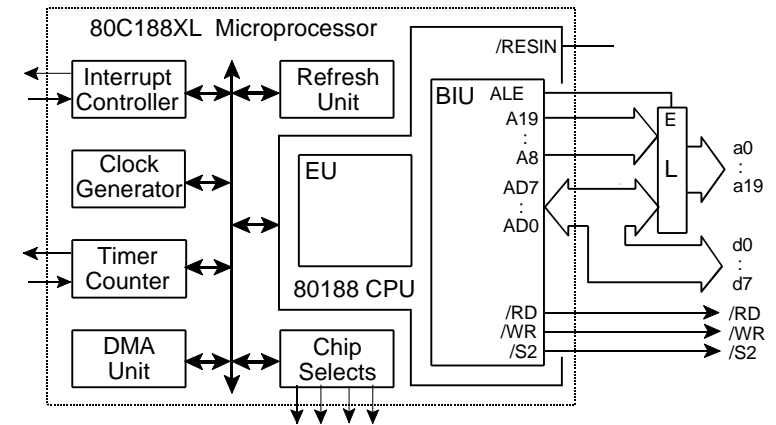 80C188XL Microprocessor
/RESIN
Interrupt
Controller
Refresh
Unit
BIU
ALE
A19
:
A8
AD7
:
AD0
E
L
a0
:
a19
Clock
Generator
EU
Timer
Counter
80188 CPU
d0
:
d7
/RD
/WR
/S2
/RD
/WR
/S2
DMA
Unit
Chip
Selects